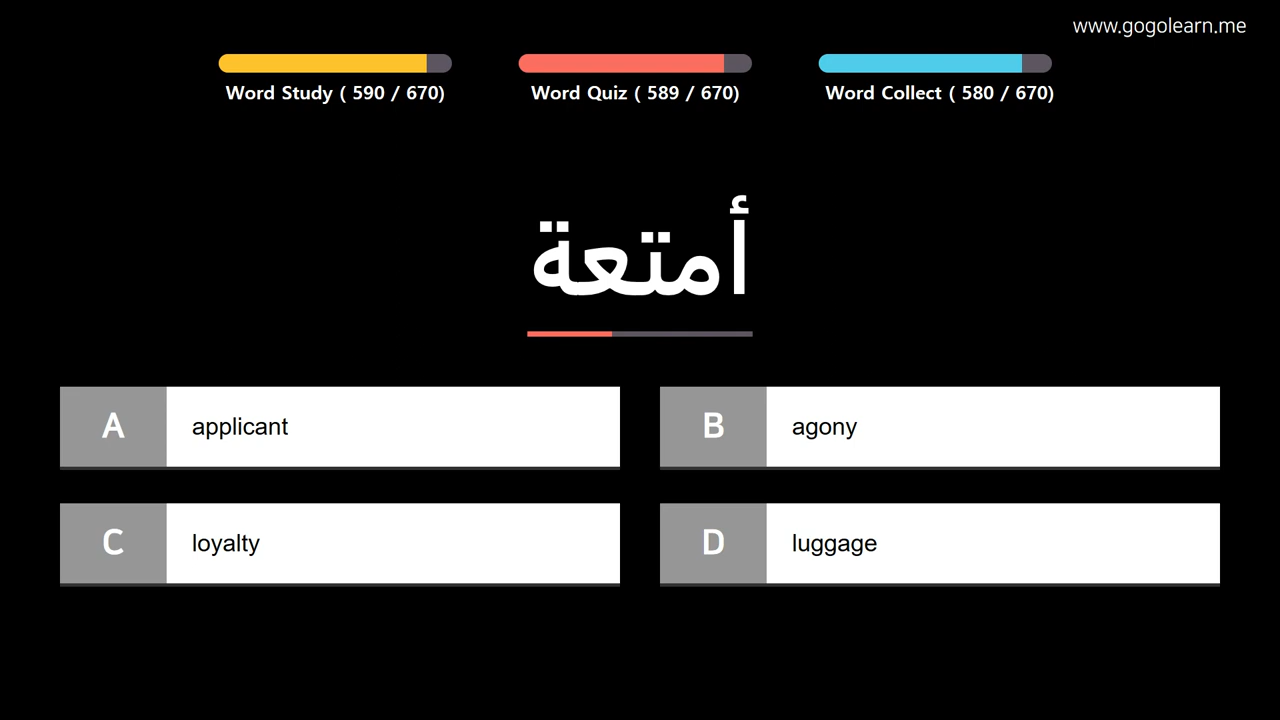 www.gogolearn.me
Word Study ( 590 / 670)
Word Quiz ( 589 / 670)
Word Collect ( 580 / 670)
أمتعة
A applicant
B agony
C loyalty
D luggage